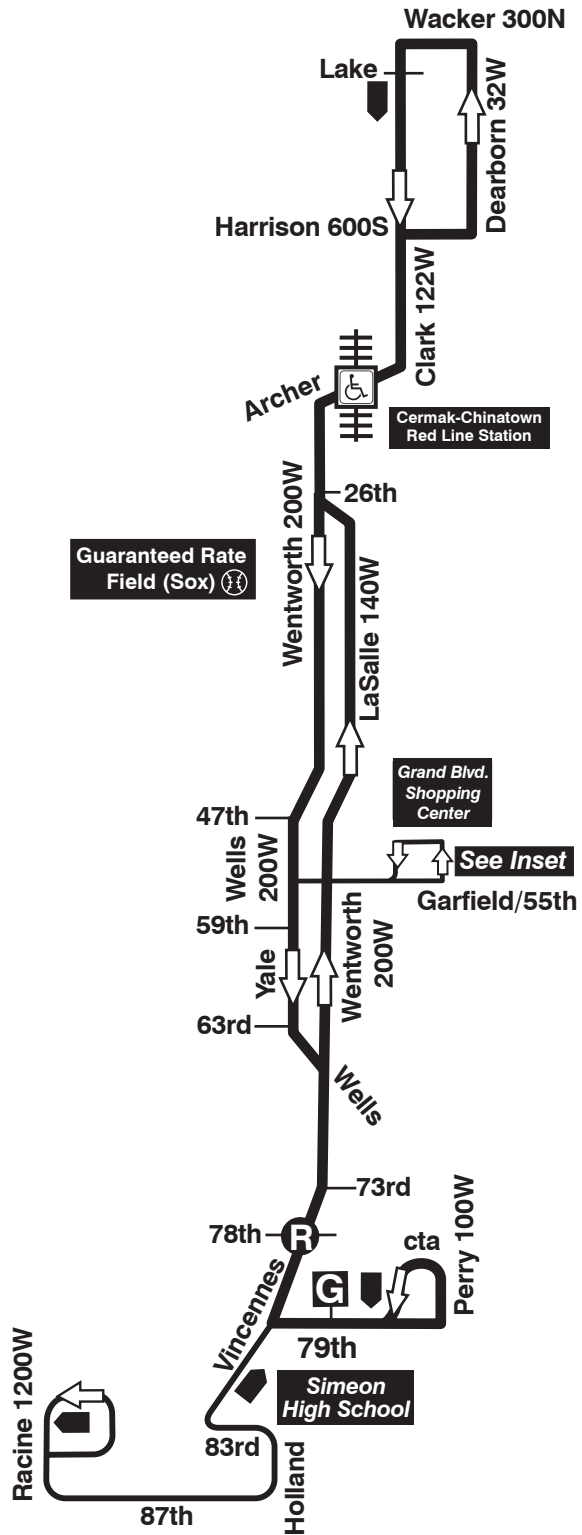 Wacker 300N
Lake
Dearborn 32W
Harrison 600S
Clark 122W
Archer
Cermak-Chinatown
Red Line Station
26th
Wentworth 200W
Guaranteed Rate
Field (Sox)
LaSalle 140W
Grand Blvd.
Shopping
Center
47th
Wells
200W
See Inset
Garfield/55th
59th
Wentworth
200W
Yale
63rd
Wells
73rd
78th
R
cta
Perry 100W
G
Vincennes
79th
Simeon
High School
Racine 1200W
83rd
Holland
87th